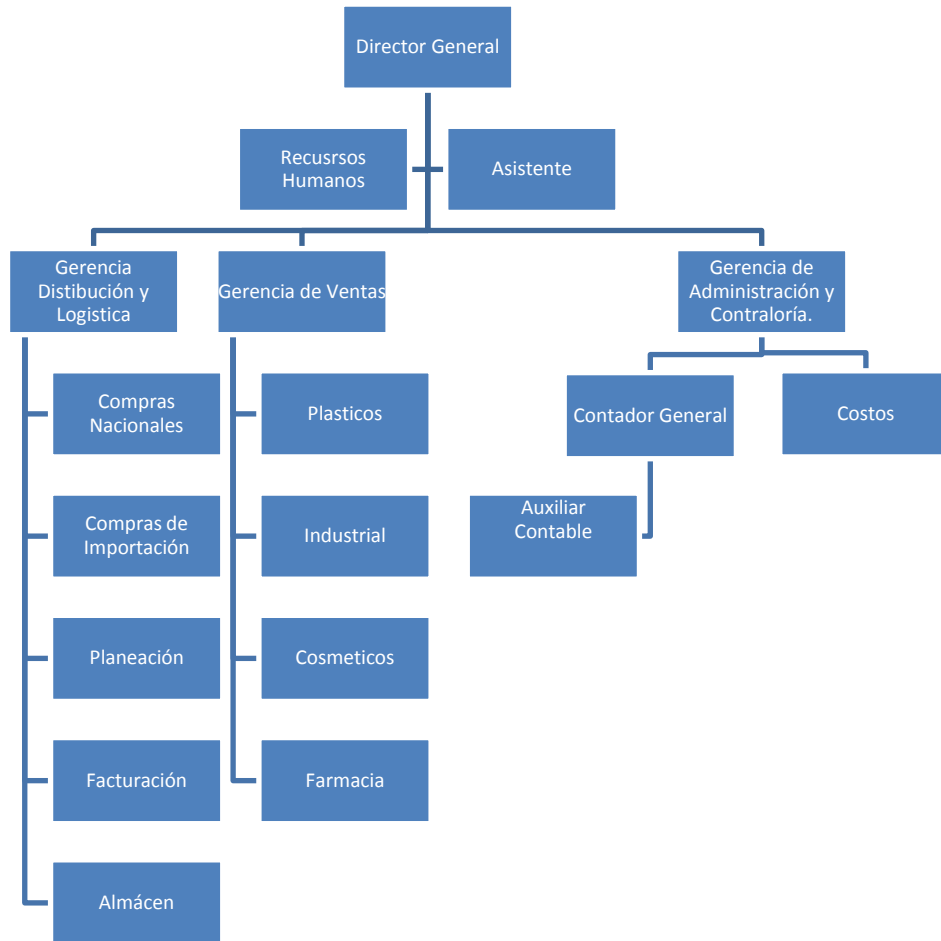 Director General
Recusrsos
Humanos
Asistente
Gerencia
Distibución y
Logistica
Gerencia de Ventas
Gerencia de
Administración y
Contraloría.
Compras
Nacionales
Plasticos
Contador General
Costos
Compras de
Importación
Industrial
Auxiliar
Contable
Planeación
Cosmeticos
Facturación
Farmacia
Almácen